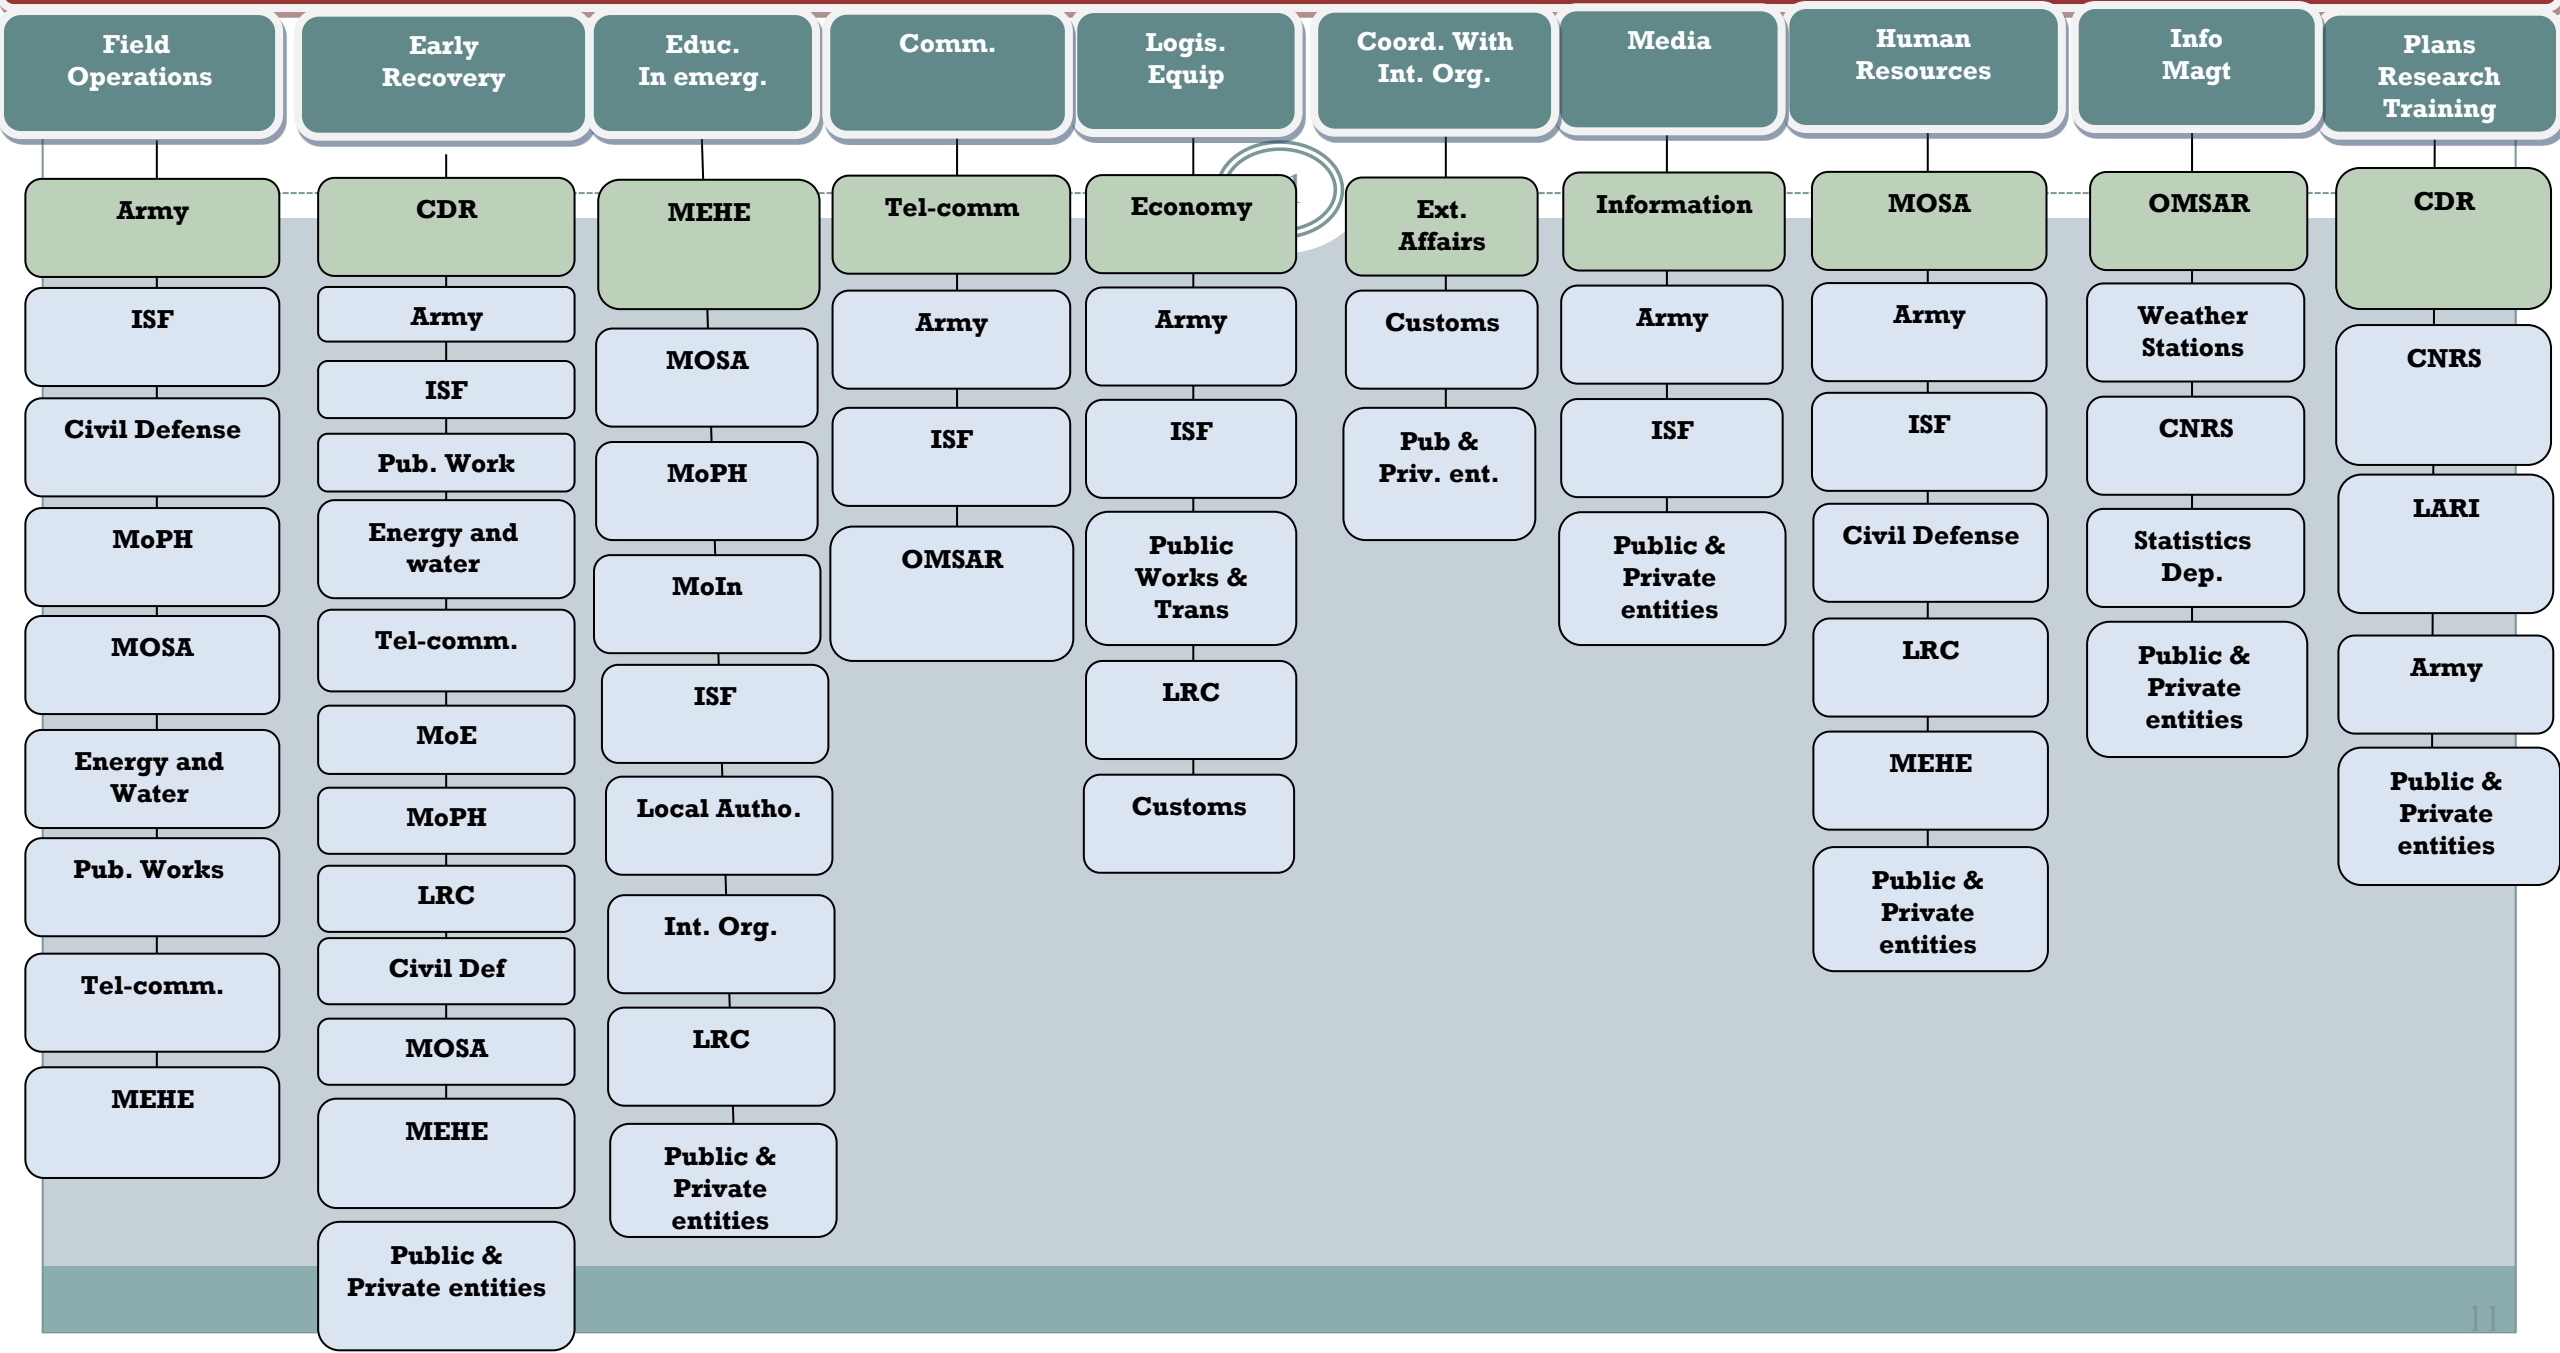 Field
Operations
Early
Recovery
Educ.
In emerg.
Comm.
Logis.
Equip
Coord. With
Int. Org.
Media
Human
Resources
Info
Magt
Plans
Research
Training
Army
ISF
Civil Defense
MoPH
MOSA
Energy and
Water
Pub. Works
Tel-comm.
MEHE
CDR
Army
ISF
Pub. Work
Energy and
water
Tel-comm.
MoE
MoPH
LRC
Civil Def
MOSA
MEHE
Public &
Private entities
MEHE
MOSA
MoPH
MoIn
ISF
Local Autho.
Int. Org.
LRC
Public &
Private
entities
Tel-comm
Army
ISF
OMSAR
Economy
Army
ISF
Public
Works &
Trans
LRC
Customs
Ext.
Affairs
Customs
Pub &
Priv. ent.
Information
Army
ISF
Public &
Private
entities
MOSA
Army
ISF
Civil Defense
LRC
MEHE
Public &
Private
entities
OMSAR
Weather
Stations
CNRS
Statistics
Dep.
Public &
Private
entities
CDR
CNRS
LARI
Army
Public &
Private
entities
11